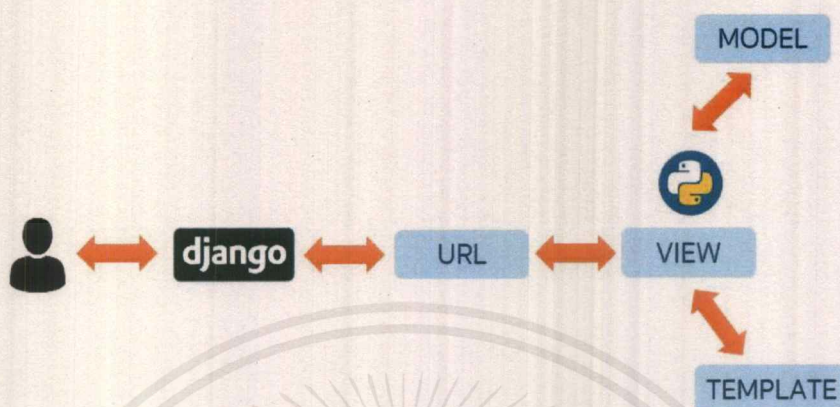 MODEL
django
URL
VIEW
TEMPLATE